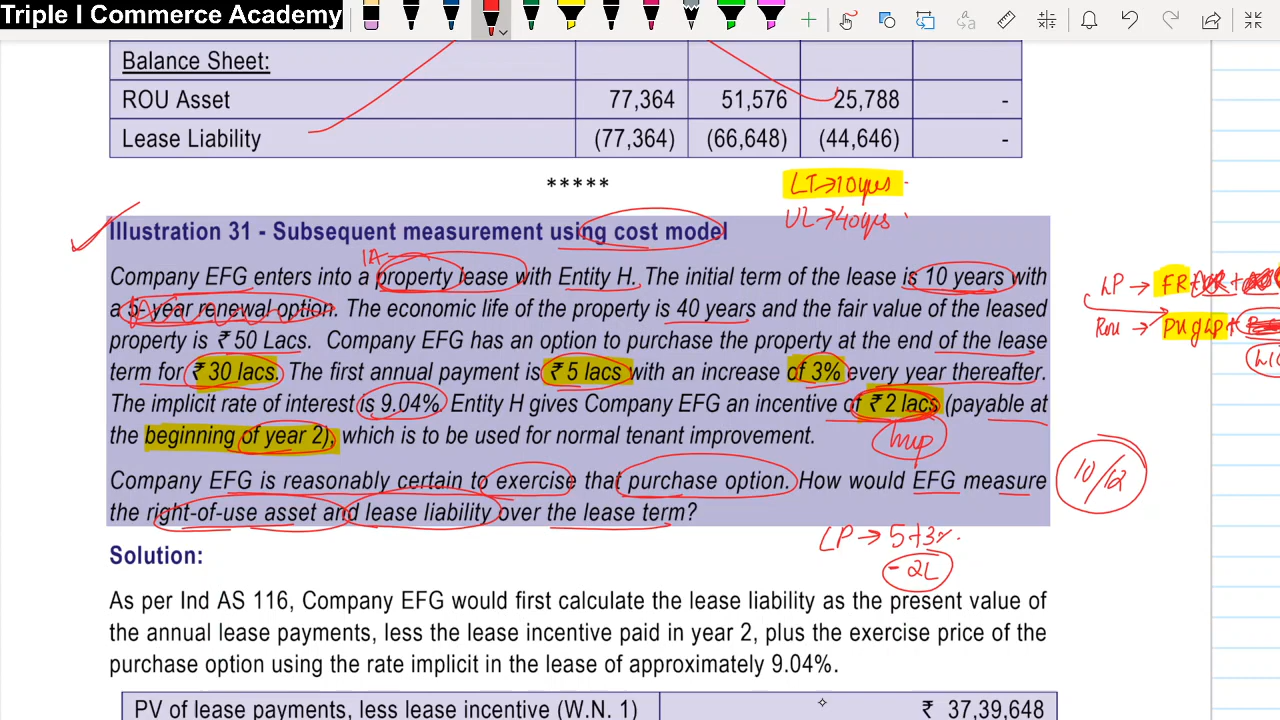 Triple I Commerce Academy
Balance Sheet:
ROU Asset 77,364 51,576 25,788 -
Lease Liability (77,364) (66,648) (44,646) -
*****
LT→10yrs
UL→40yrs
Illustration 31 - Subsequent measurement using cost model
IA
Company EFG enters into a property lease with Entity H. The initial term of the lease is 10 years with
a 5-year renewal option. The economic life of the property is 40 years and the fair value of the leased
property is ₹ 50 Lacs. Company EFG has an option to purchase the property at the end of the lease
term for ₹ 30 lacs. The first annual payment is ₹ 5 lacs with an increase of 3% every year thereafter.
The implicit rate of interest is 9.04% Entity H gives Company EFG an incentive of ₹ 2 lacs (payable at
the beginning of year 2), which is to be used for normal tenant improvement.
LP → FR
ROU → PV of LP +
Imp
Company EFG is reasonably certain to exercise that purchase option. How would EFG measure
the right-of-use asset and lease liability over the lease term?
10/12
LP → 5+3%
- 2L
Solution:
As per Ind AS 116, Company EFG would first calculate the lease liability as the present value of
the annual lease payments, less the lease incentive paid in year 2, plus the exercise price of the
purchase option using the rate implicit in the lease of approximately 9.04%.
PV of lease payments, less lease incentive (W.N. 1) ₹ 37,39,648